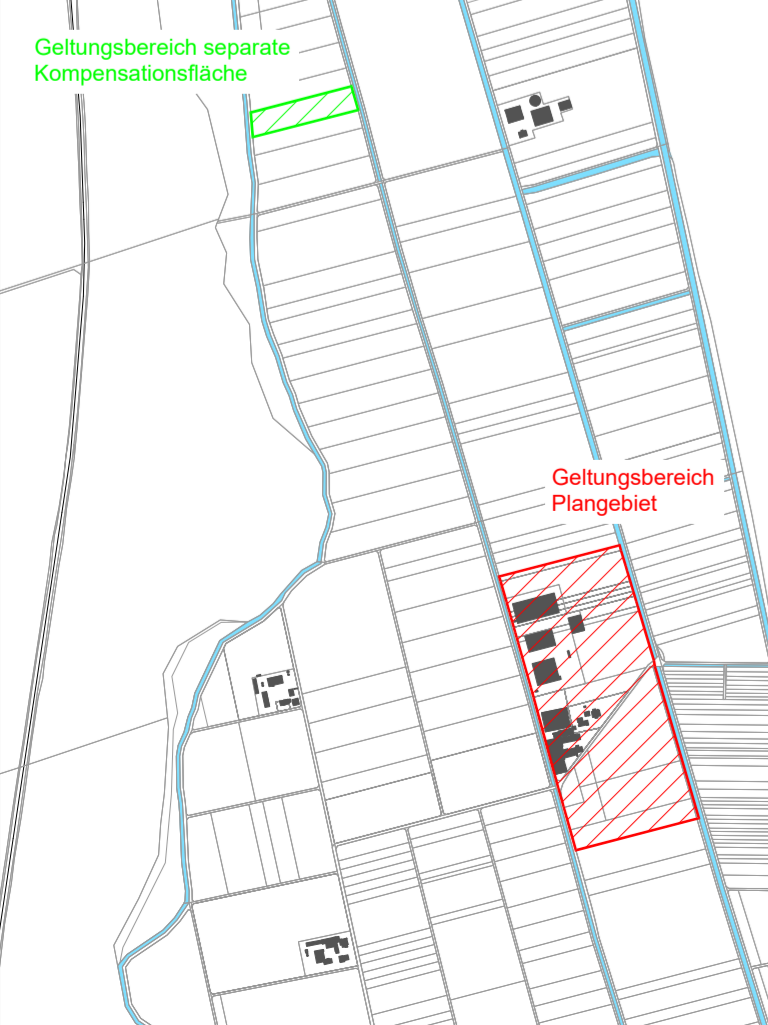 Geltungsbereich separate
Kompensationsfläche
Geltungsbereich
Plangebiet